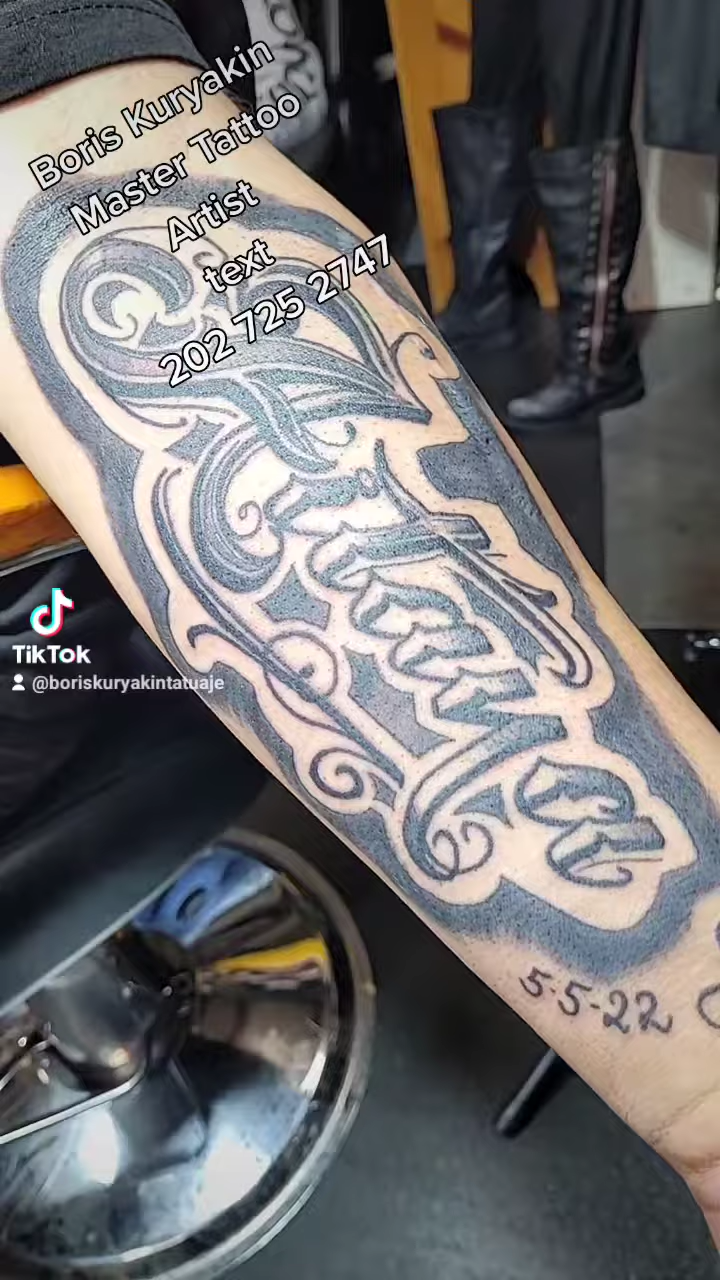 Boris Kuryakin
Master Tattoo
Artist
text
202 725 2747
TikTok
@boriskuryakintatuaje
5-5-22